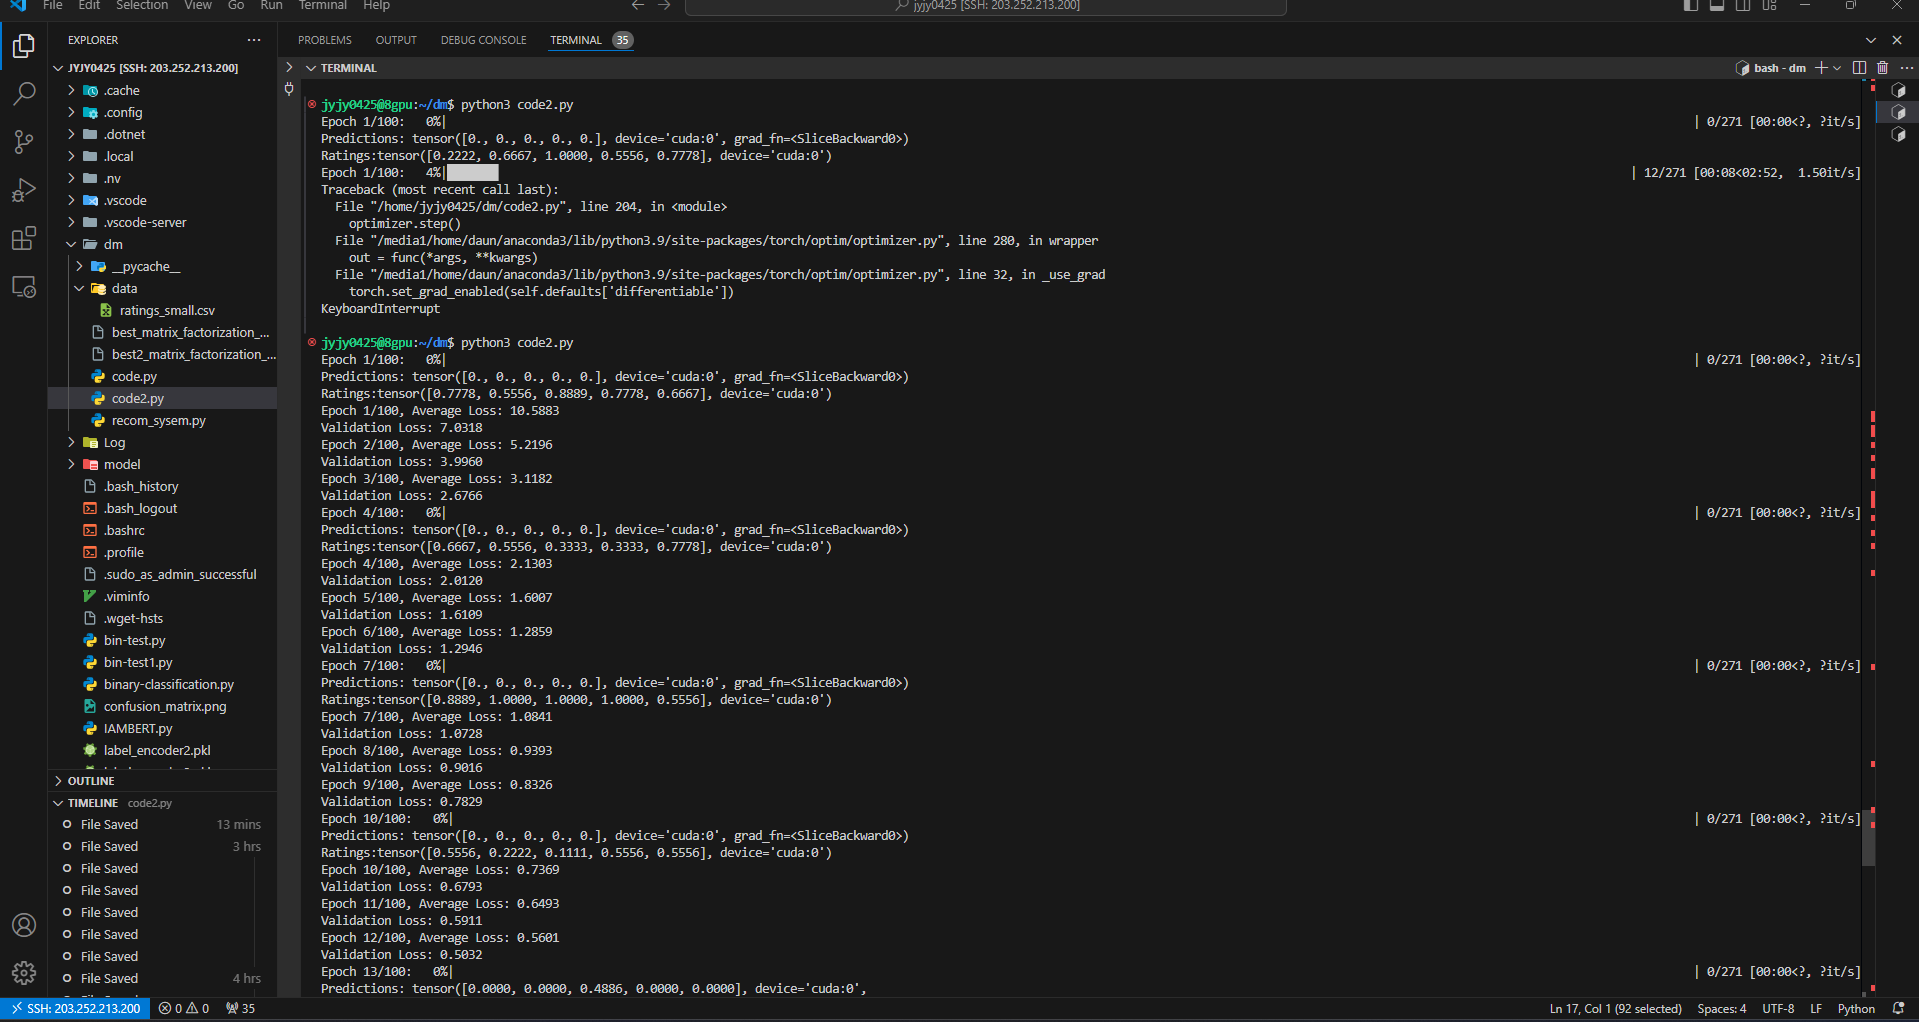 File Edit Selection View Go Run Terminal Help
jyjy0425 [SSH: 203.252.213.200]
EXPLORER
JYJY0425 [SSH: 203.252.213.200]
.cache
.config
.dotnet
.local
.nv
.vscode
.vscode-server
dm
__pycache__
data
ratings_small.csv
best_matrix_factorization_...
best2_matrix_factorization_...
code.py
code2.py
recom_sysem.py
Log
model
.bash_history
.bash_logout
.bashrc
.profile
.sudo_as_admin_successful
.viminfo
.wget-hsts
bin-test.py
bin-test1.py
binary-classification.py
confusion_matrix.png
IAMBERT.py
label_encoder2.pkl
OUTLINE
TIMELINE code2.py
File Saved 13 mins
File Saved 3 hrs
File Saved
File Saved
File Saved
File Saved
File Saved
File Saved 4 hrs
PROBLEMS OUTPUT DEBUG CONSOLE TERMINAL 35
TERMINAL
bash - dm
jyjy0425@8gpu:~/dm$ python3 code2.py
Epoch 1/100:   0%| | 0/271 [00:00<?, ?it/s]
Predictions: tensor([0., 0., 0., 0., 0.], device='cuda:0', grad_fn=<SliceBackward0>)
Ratings:tensor([0.2222, 0.6667, 1.0000, 0.5556, 0.7778], device='cuda:0')
Epoch 1/100:   4%| | 12/271 [00:08<02:52,  1.50it/s]
Traceback (most recent call last):
  File "/home/jyjy0425/dm/code2.py", line 204, in <module>
    optimizer.step()
  File "/media1/home/daun/anaconda3/lib/python3.9/site-packages/torch/optim/optimizer.py", line 280, in wrapper
    out = func(*args, **kwargs)
  File "/media1/home/daun/anaconda3/lib/python3.9/site-packages/torch/optim/optimizer.py", line 32, in _use_grad
    torch.set_grad_enabled(self.defaults['differentiable'])
KeyboardInterrupt
jyjy0425@8gpu:~/dm$ python3 code2.py
Epoch 1/100:   0%| | 0/271 [00:00<?, ?it/s]
Predictions: tensor([0., 0., 0., 0., 0.], device='cuda:0', grad_fn=<SliceBackward0>)
Ratings:tensor([0.7778, 0.5556, 0.8889, 0.7778, 0.6667], device='cuda:0')
Epoch 1/100, Average Loss: 10.5883
Validation Loss: 7.0318
Epoch 2/100, Average Loss: 5.2196
Validation Loss: 3.9960
Epoch 3/100, Average Loss: 3.1182
Validation Loss: 2.6766
Epoch 4/100:   0%| | 0/271 [00:00<?, ?it/s]
Predictions: tensor([0., 0., 0., 0., 0.], device='cuda:0', grad_fn=<SliceBackward0>)
Ratings:tensor([0.6667, 0.5556, 0.3333, 0.3333, 0.7778], device='cuda:0')
Epoch 4/100, Average Loss: 2.1303
Validation Loss: 2.0120
Epoch 5/100, Average Loss: 1.6007
Validation Loss: 1.6109
Epoch 6/100, Average Loss: 1.2859
Validation Loss: 1.2946
Epoch 7/100:   0%| | 0/271 [00:00<?, ?it/s]
Predictions: tensor([0., 0., 0., 0., 0.], device='cuda:0', grad_fn=<SliceBackward0>)
Ratings:tensor([0.8889, 1.0000, 1.0000, 1.0000, 0.5556], device='cuda:0')
Epoch 7/100, Average Loss: 1.0841
Validation Loss: 1.0728
Epoch 8/100, Average Loss: 0.9393
Validation Loss: 0.9016
Epoch 9/100, Average Loss: 0.8326
Validation Loss: 0.7829
Epoch 10/100:   0%| | 0/271 [00:00<?, ?it/s]
Predictions: tensor([0., 0., 0., 0., 0.], device='cuda:0', grad_fn=<SliceBackward0>)
Ratings:tensor([0.5556, 0.2222, 0.1111, 0.5556, 0.5556], device='cuda:0')
Epoch 10/100, Average Loss: 0.7369
Validation Loss: 0.6793
Epoch 11/100, Average Loss: 0.6493
Validation Loss: 0.5911
Epoch 12/100, Average Loss: 0.5601
Validation Loss: 0.5032
Epoch 13/100:   0%| | 0/271 [00:00<?, ?it/s]
Predictions: tensor([0.0000, 0.0000, 0.4886, 0.0000, 0.0000], device='cuda:0',
SSH: 203.252.213.200 0 0 35 Ln 17, Col 1 (92 selected) Spaces: 4 UTF-8 LF Python